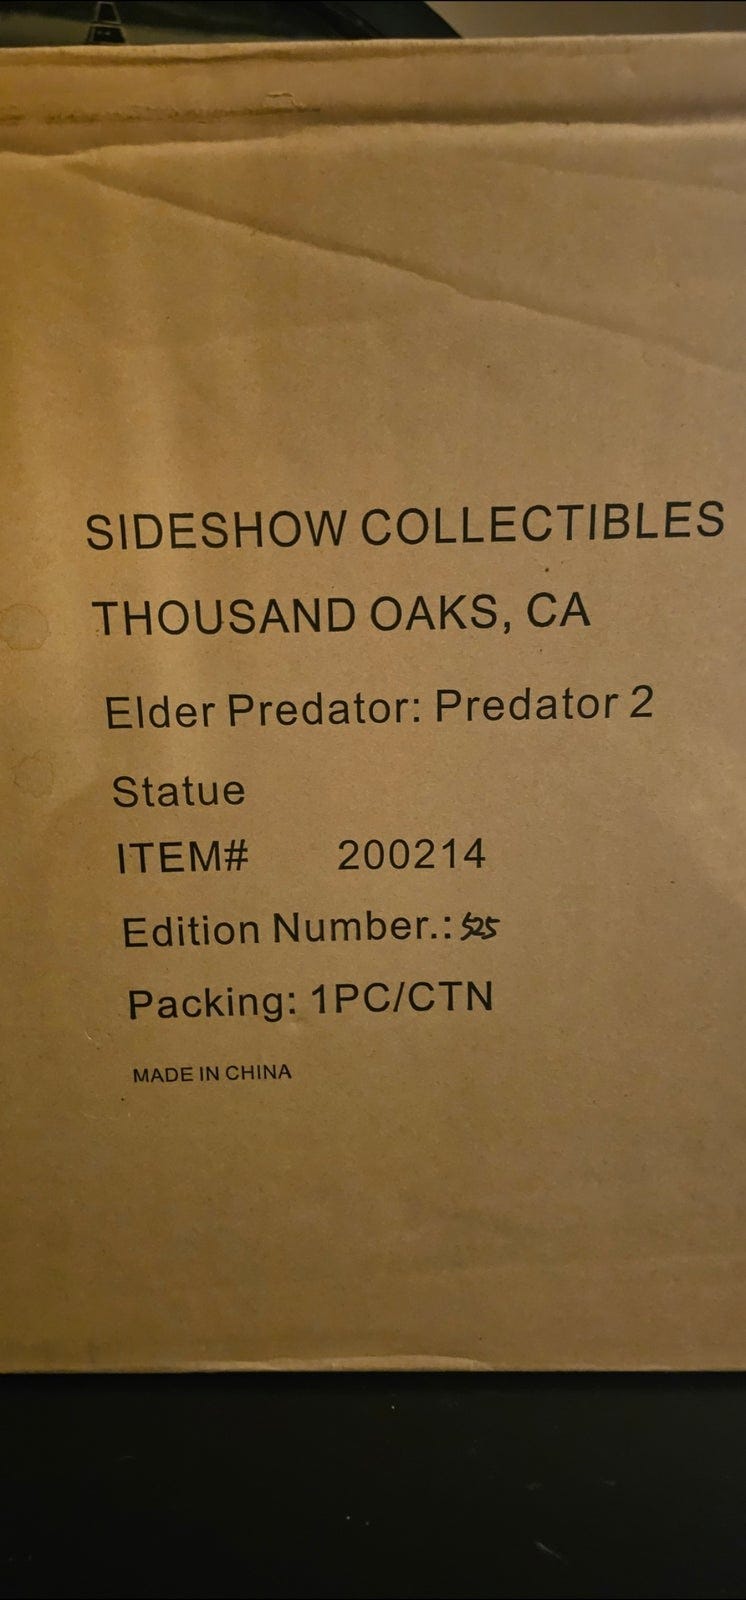 SIDESHOW COLLECTIBLES
THOUSAND OAKS, CA
Elder Predator: Predator 2
Statue
ITEM# 200214
Edition Number.: 525
Packing: 1PC/CTN
MADE IN CHINA